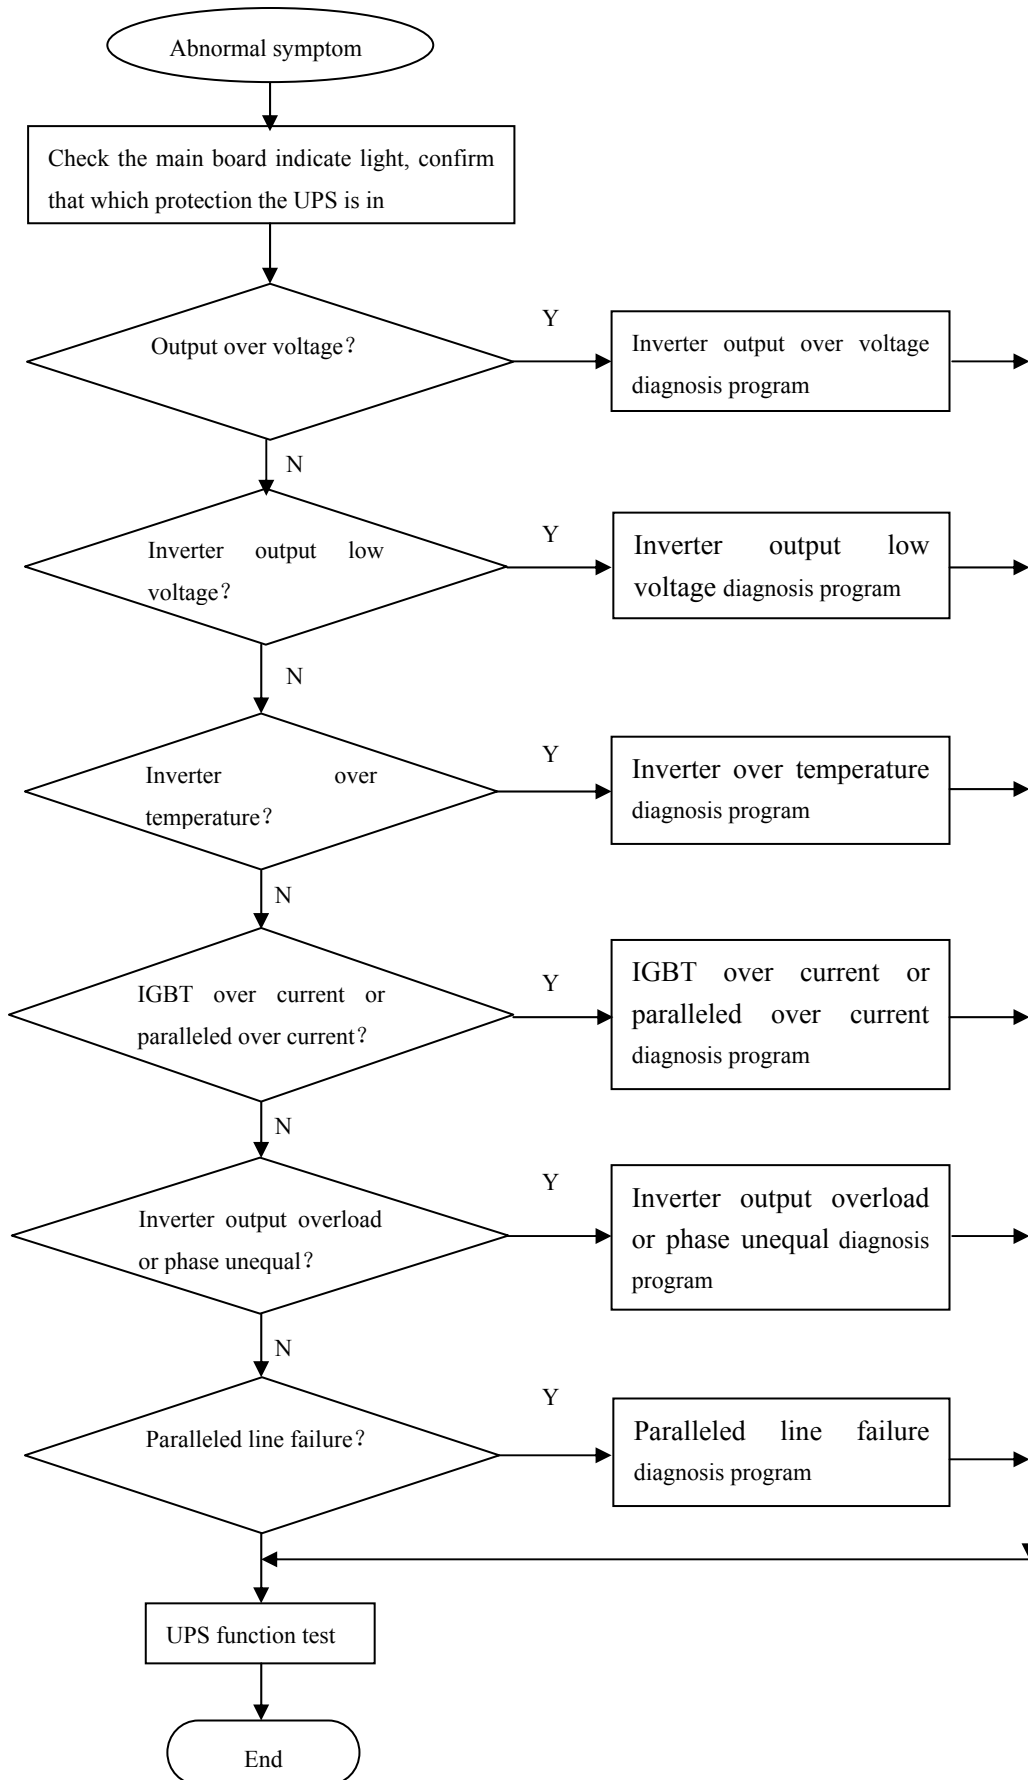 Abnormal symptom
Check the main board indicate light, confirm
that which protection the UPS is in
Output over voltage？
Y
Inverter output over voltage
diagnosis program
N
Inverter output low
voltage？
Y
Inverter output low
voltage diagnosis program
N
Inverter over
temperature？
Y
Inverter over temperature
diagnosis program
N
IGBT over current or
paralleled over current？
Y
IGBT over current or
paralleled over current
diagnosis program
N
Inverter output overload
or phase unequal？
Y
Inverter output overload
or phase unequal diagnosis
program
N
Paralleled line failure？
Y
Paralleled line failure
diagnosis program
UPS function test
End